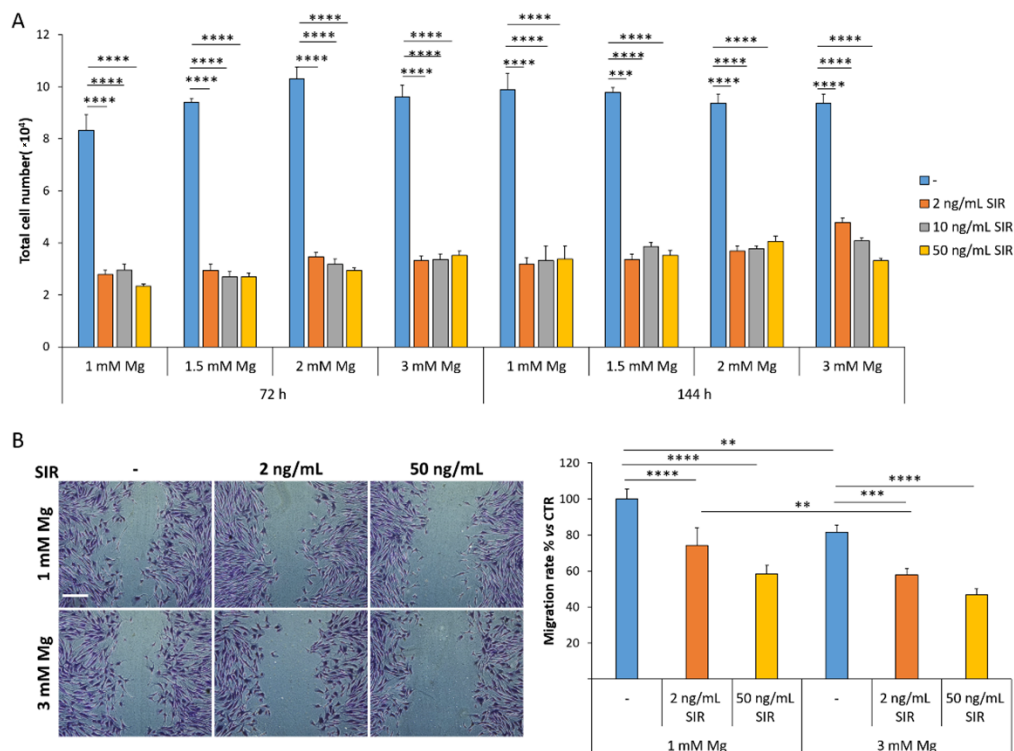 A
**** **** ****
**** **** **** ****
**** **** **** **** **** **** ****
**** **** **** **** **** **** **** ****
**** **** *** **** ****
12
10
8
6
4
2
0
Total cell number( ×10⁴)
1 mM Mg 1.5 mM Mg 2 mM Mg 3 mM Mg 1 mM Mg 1.5 mM Mg 2 mM Mg 3 mM Mg
72 h 144 h
-
2 ng/mL SIR
10 ng/mL SIR
50 ng/mL SIR
B
SIR - 2 ng/mL 50 ng/mL
1 mM Mg
3 mM Mg
Migration rate % vs CTR
120
100
80
60
40
20
**
****
****
**
****
***
- 2 ng/mL SIR 50 ng/mL SIR - 2 ng/mL SIR 50 ng/mL SIR
1 mM Mg 3 mM Mg